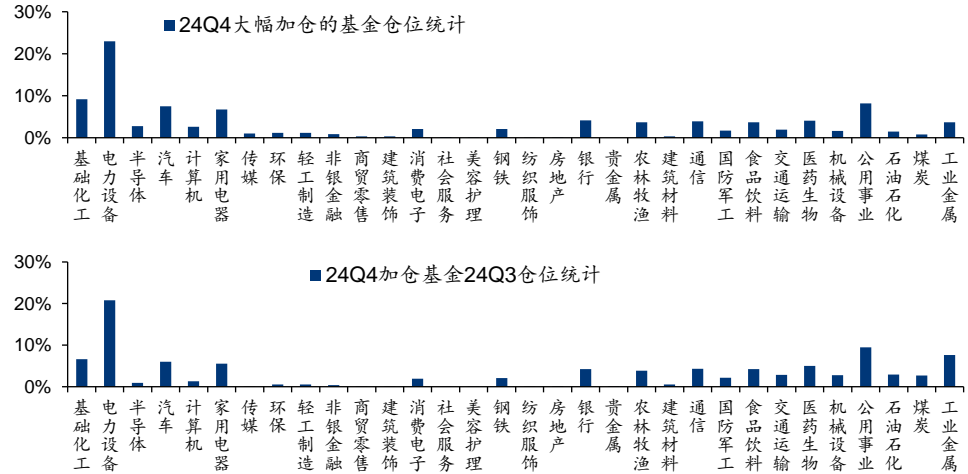 24Q4大幅加仓的基金仓位统计
30%
20%
10%
0%
基础化工 电力设备 半导体 汽车 计算机 家用电器 传媒 环保 轻工制造 非银金融 商贸零售 建筑装饰 消费电子 社会服务 美容护理 钢铁 纺织服饰 房地产 银行 贵金属 农林牧渔 建筑材料 通信 国防军工 食品饮料 交通运输 医药生物 机械设备 公用事业 石油石化 煤炭 工业金属
24Q4加仓基金24Q3仓位统计
30%
20%
10%
0%
基础化工 电力设备 半导体 汽车 计算机 家用电器 传媒 环保 轻工制造 非银金融 商贸零售 建筑装饰 消费电子 社会服务 美容护理 钢铁 纺织服饰 房地产 银行 贵金属 农林牧渔 建筑材料 通信 国防军工 食品饮料 交通运输 医药生物 机械设备 公用事业 石油石化 煤炭 工业金属